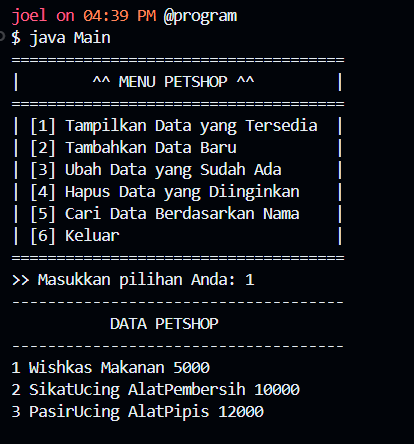 joel on 04:39 PM @program
$ java Main
=====================================
|        ^^ MENU PETSHOP ^^         |
=====================================
| [1] Tampilkan Data yang Tersedia  |
| [2] Tambahkan Data Baru           |
| [3] Ubah Data yang Sudah Ada      |
| [4] Hapus Data yang Diinginkan    |
| [5] Cari Data Berdasarkan Nama    |
| [6] Keluar                        |
=====================================
>> Masukkan pilihan Anda: 1
-------------------------------------
           DATA PETSHOP
-------------------------------------
1 Wishkas Makanan 5000
2 SikatUcing AlatPembersih 10000
3 PasirUcing AlatPipis 12000